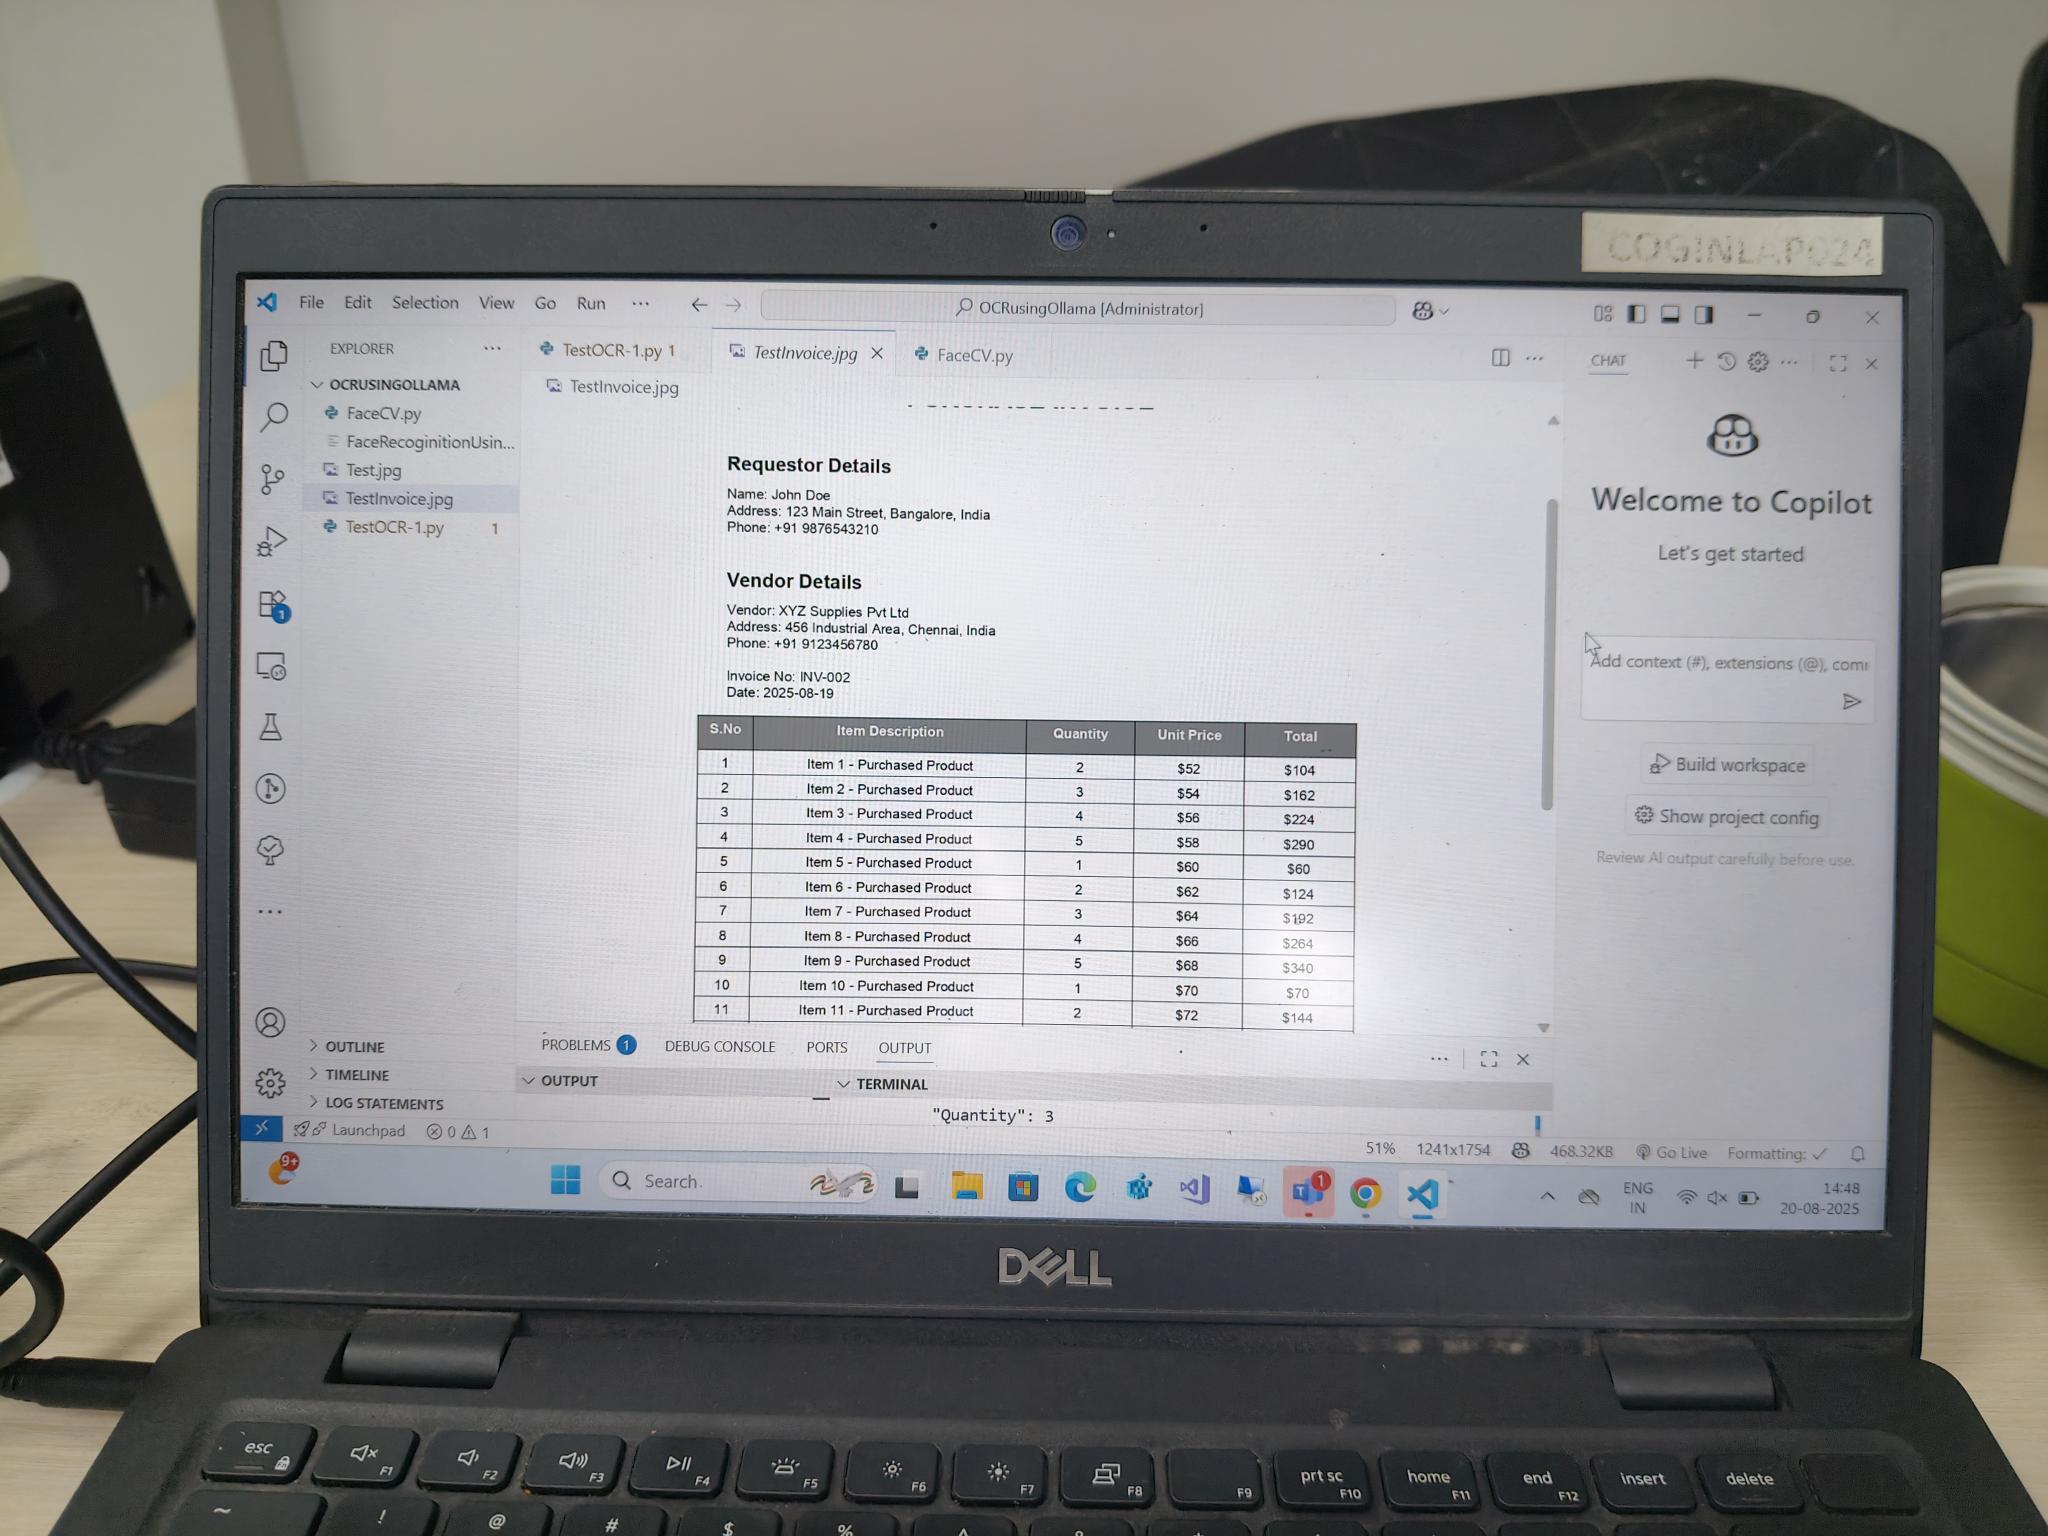 COGINLAP024
File Edit Selection View Go Run ... OCRusingOllama [Administrator]
EXPLORER ...
OCRUSINGOLLAMA
FaceCV.py
FaceRecoginitionUsin...
Test.jpg
TestInvoice.jpg
TestOCR-1.py 1
OUTLINE
TIMELINE
LOG STATEMENTS
1
TestOCR-1.py 1 TestInvoice.jpg FaceCV.py
TestInvoice.jpg
Requestor Details
Name: John Doe
Address: 123 Main Street, Bangalore, India
Phone: +91 9876543210
Vendor Details
Vendor: XYZ Supplies Pvt Ltd
Address: 456 Industrial Area, Chennai, India
Phone: +91 9123456780
Invoice No: INV-002
Date: 2025-08-19
S.No Item Description Quantity Unit Price Total
1 Item 1 - Purchased Product 2 $52 $104
2 Item 2 - Purchased Product 3 $54 $162
3 Item 3 - Purchased Product 4 $56 $224
4 Item 4 - Purchased Product 5 $58 $290
5 Item 5 - Purchased Product 1 $60 $60
6 Item 6 - Purchased Product 2 $62 $124
7 Item 7 - Purchased Product 3 $64 $192
8 Item 8 - Purchased Product 4 $66 $264
9 Item 9 - Purchased Product 5 $68 $340
10 Item 10 - Purchased Product 1 $70 $70
11 Item 11 - Purchased Product 2 $72 $144
PROBLEMS 1 DEBUG CONSOLE PORTS OUTPUT
OUTPUT TERMINAL
"Quantity": 3
CHAT
Welcome to Copilot
Let's get started
Add context (#), extensions (@), com
Build workspace
Show project config
Review AI output carefully before use.
Launchpad 0 1 51% 1241x1754 468.32KB Go Live Formatting: ✓
9+ Search 1 ENG IN 14:48
20-08-2025
DELL
esc F1 F2 F3 F4 F5 F6 F7 F8 F9 prt sc F10 home F11 end F12 insert delete
~ ! @ # $ %